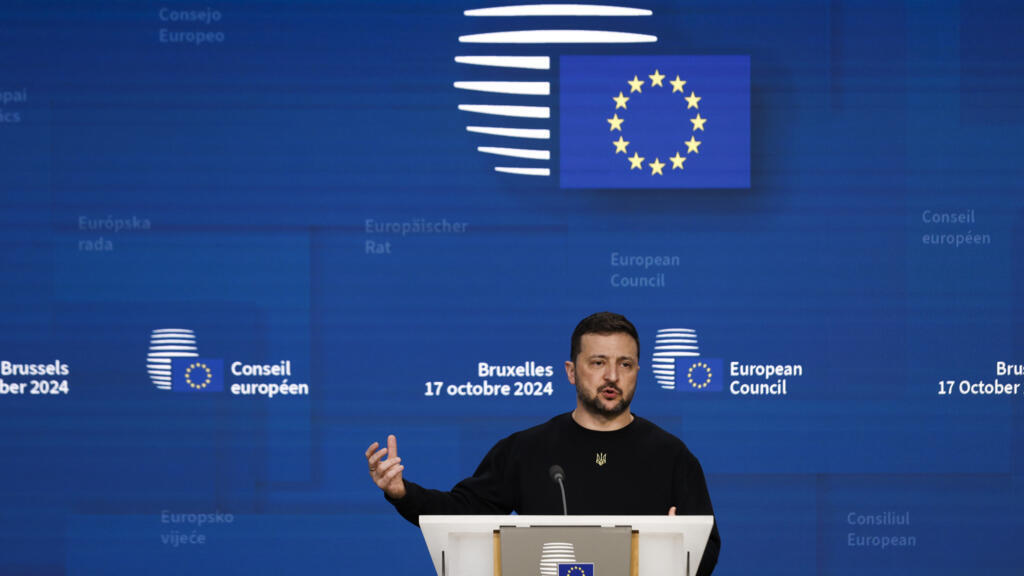 Consejo
Europeo
Európska
rada
Europäischer
Rat
European
Council
Conseil
européen
Brussels
ber 2024
Conseil
européen
Bruxelles
17 octobre 2024
European
Council
17 October
Europsko
vijeće
Consiliul
European